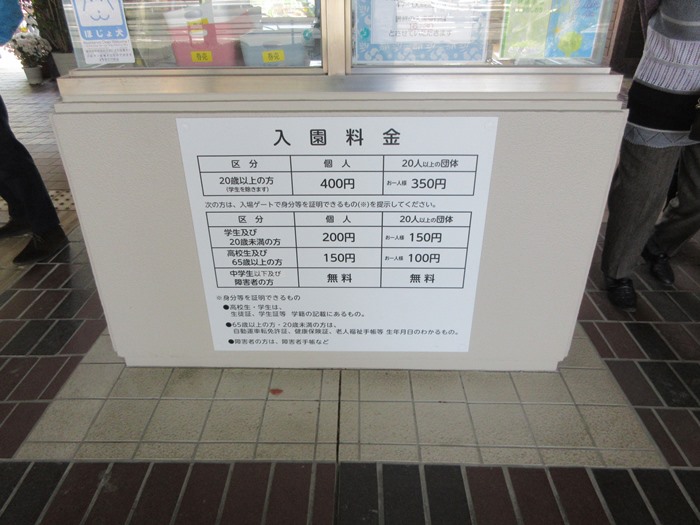 ほじょ犬
入園料金
区分 個人 20人以上の団体
20歳以上の方 400円 お一人様 350円
(学生を除きます)
次の方は、入場ゲートで身分等を証明できるもの(※)を提示してください。
区分 個人 20人以上の団体
学生及び
20歳未満の方 200円 お一人様 150円
高校生及び
65歳以上の方 150円 お一人様 100円
中学生以下及び
障害者の方 無料 無料
※身分等を証明できるもの
●高校生・学生は、
生徒証、学生証等 学籍の記載にあるもの。
●65歳以上の方・20歳未満の方は、
自動運車転免許証、健康保険証、老人福祉手帳等 生年月日のわかるもの。
●障害者の方は、障害者手帳など